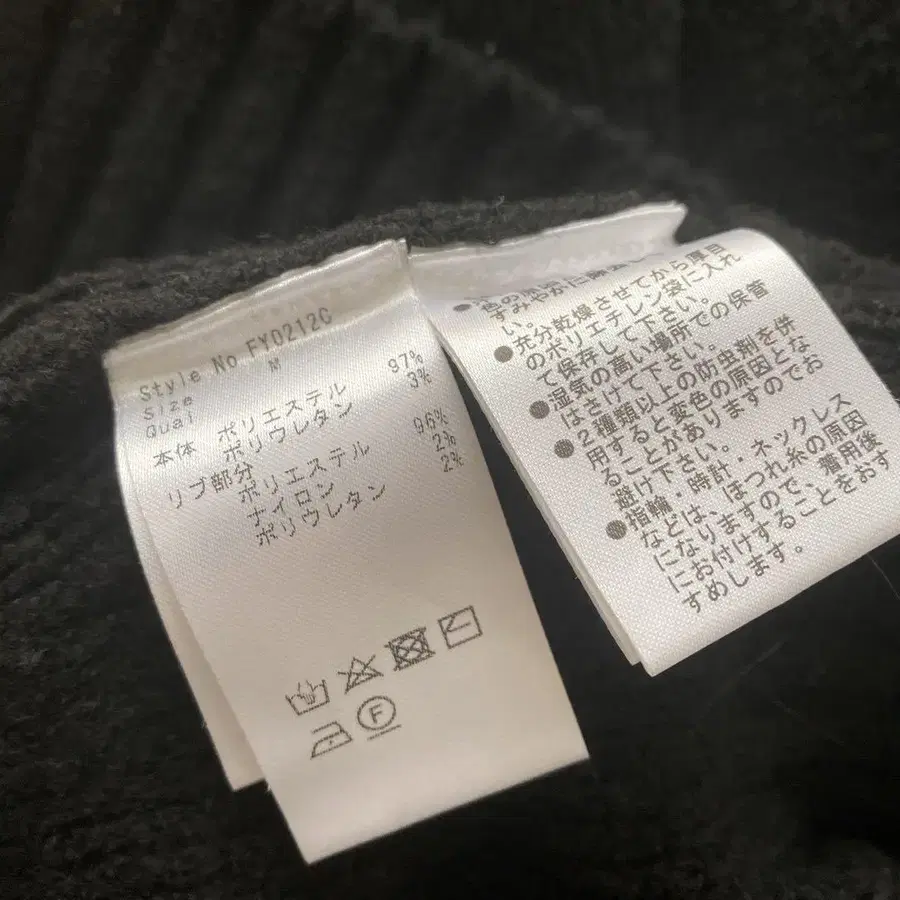 Style No FY0212C
Size M
Qual
本体 ポリエステル 97%
ポリウレタン 3%
リブ部分
ポリエステル 96%
ナイロン 2%
ポリウレタン 2%
F
すみやかに
い。
●充分乾燥させてから厚目
のポリエチレン袋に入れ
て保存して下さい。
●湿気の高い場所での保管
はさけて下さい。
●2種類以上の防虫剤を併
用すると変色の原因とな
ることがありますのでお
避け下さい。
●指輪・時計・ネックレス
などは、ほつれ糸の原因
になりますので、着用後
にお付けすることをおす
すめします。